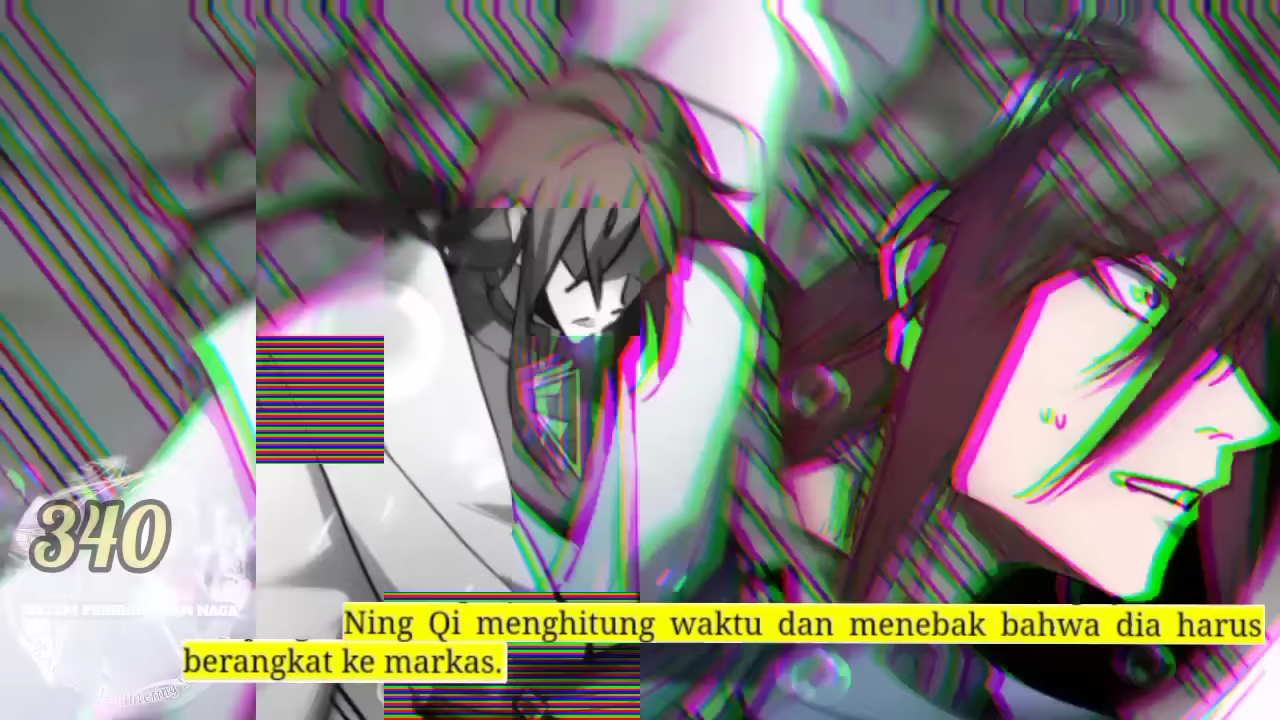 340
Ning Qi menghitung waktu dan menebak bahwa dia harus
berangkat ke markas.